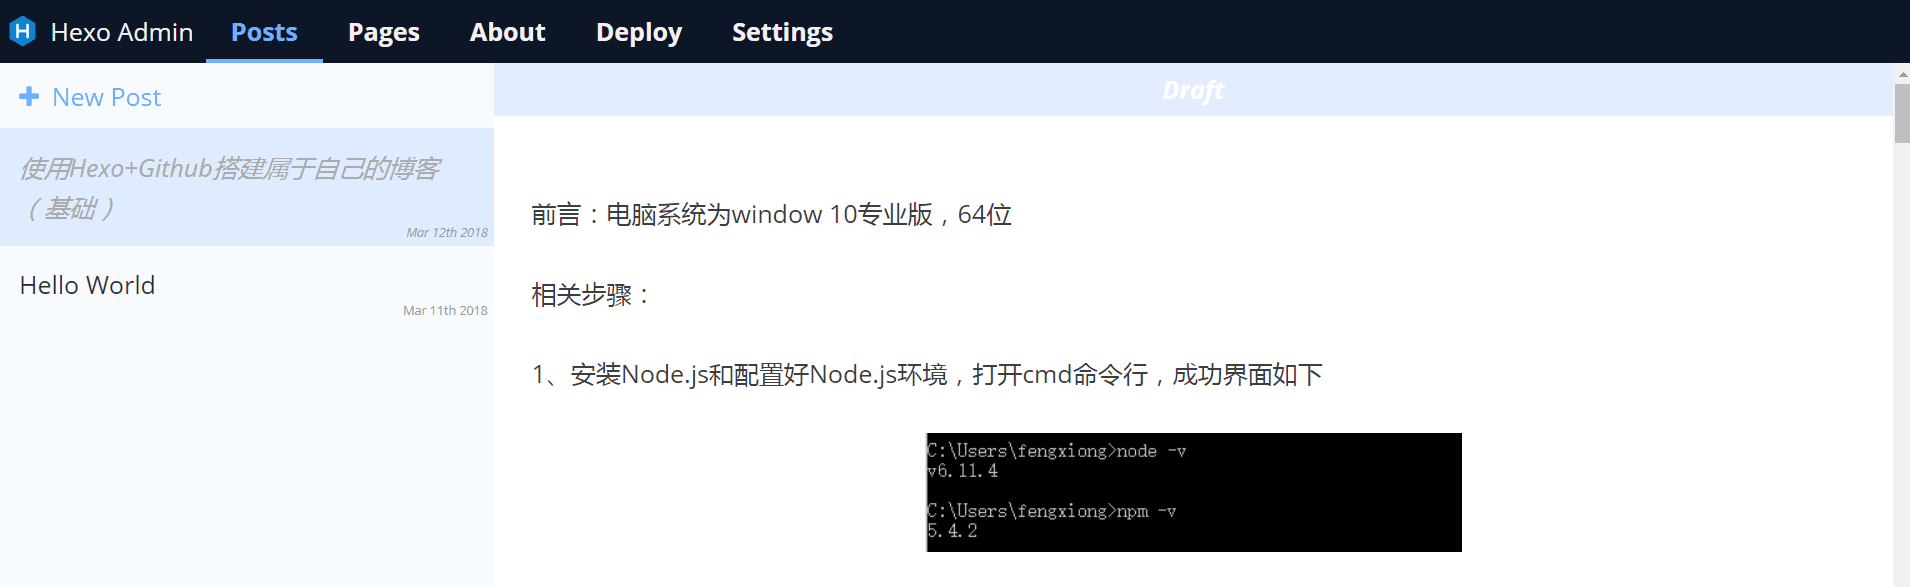 H Hexo Admin Posts Pages About Deploy Settings
New Post
Draft
使用Hexo+Github搭建属于自己的博客
（基础）
Mar 12th 2018
Hello World
Mar 11th 2018
前言：电脑系统为window 10专业版，64位
相关步骤：
1、安装Node.js和配置好Node.js环境，打开cmd命令行，成功界面如下
C:\Users\fengxiong>node -v
v6.11.4
C:\Users\fengxiong>npm -v
5.4.2